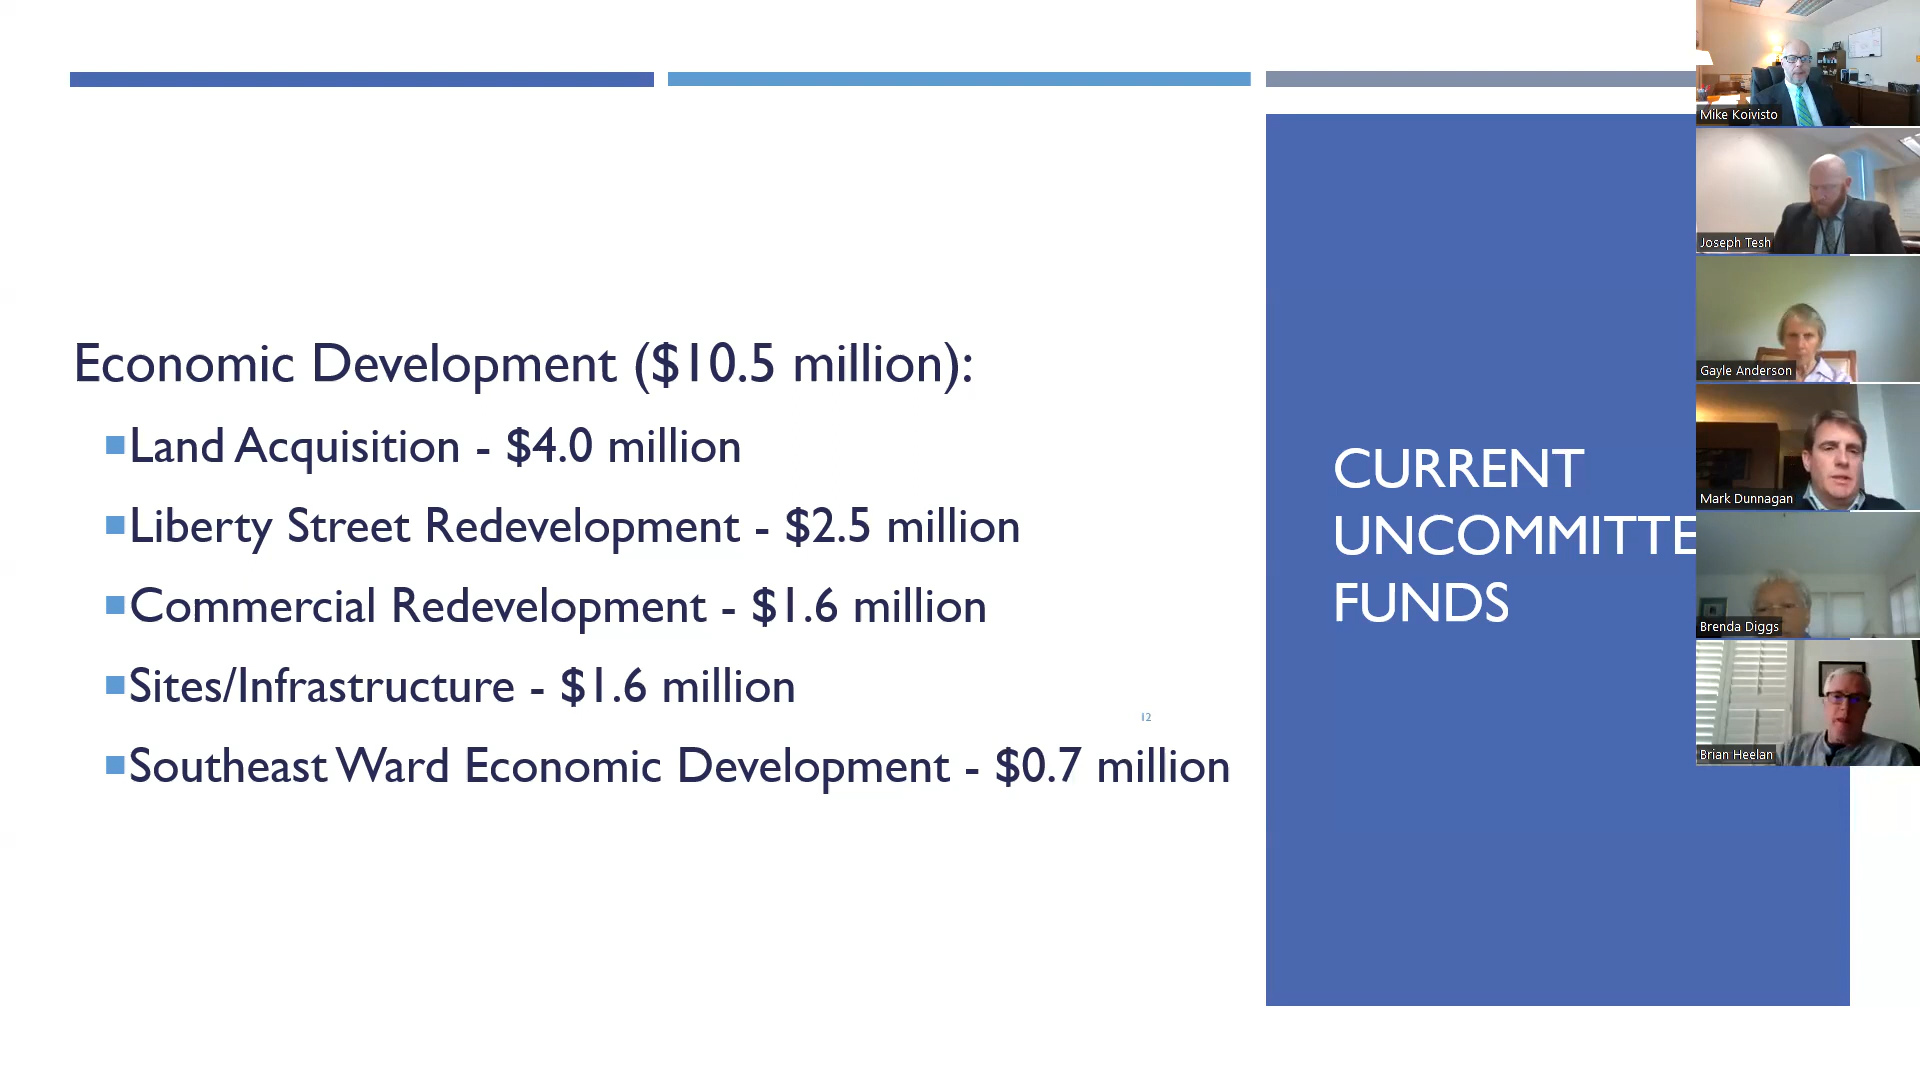 Economic Development ($10.5 million):
Land Acquisition - $4.0 million
Liberty Street Redevelopment - $2.5 million
Commercial Redevelopment - $1.6 million
Sites/Infrastructure - $1.6 million
12
Southeast Ward Economic Development - $0.7 million
CURRENT
UNCOMMITTE
FUNDS
Mike Koivisto
Joseph Tesh
Gayle Anderson
Mark Dunnagan
Brenda Diggs
Brian Heelan